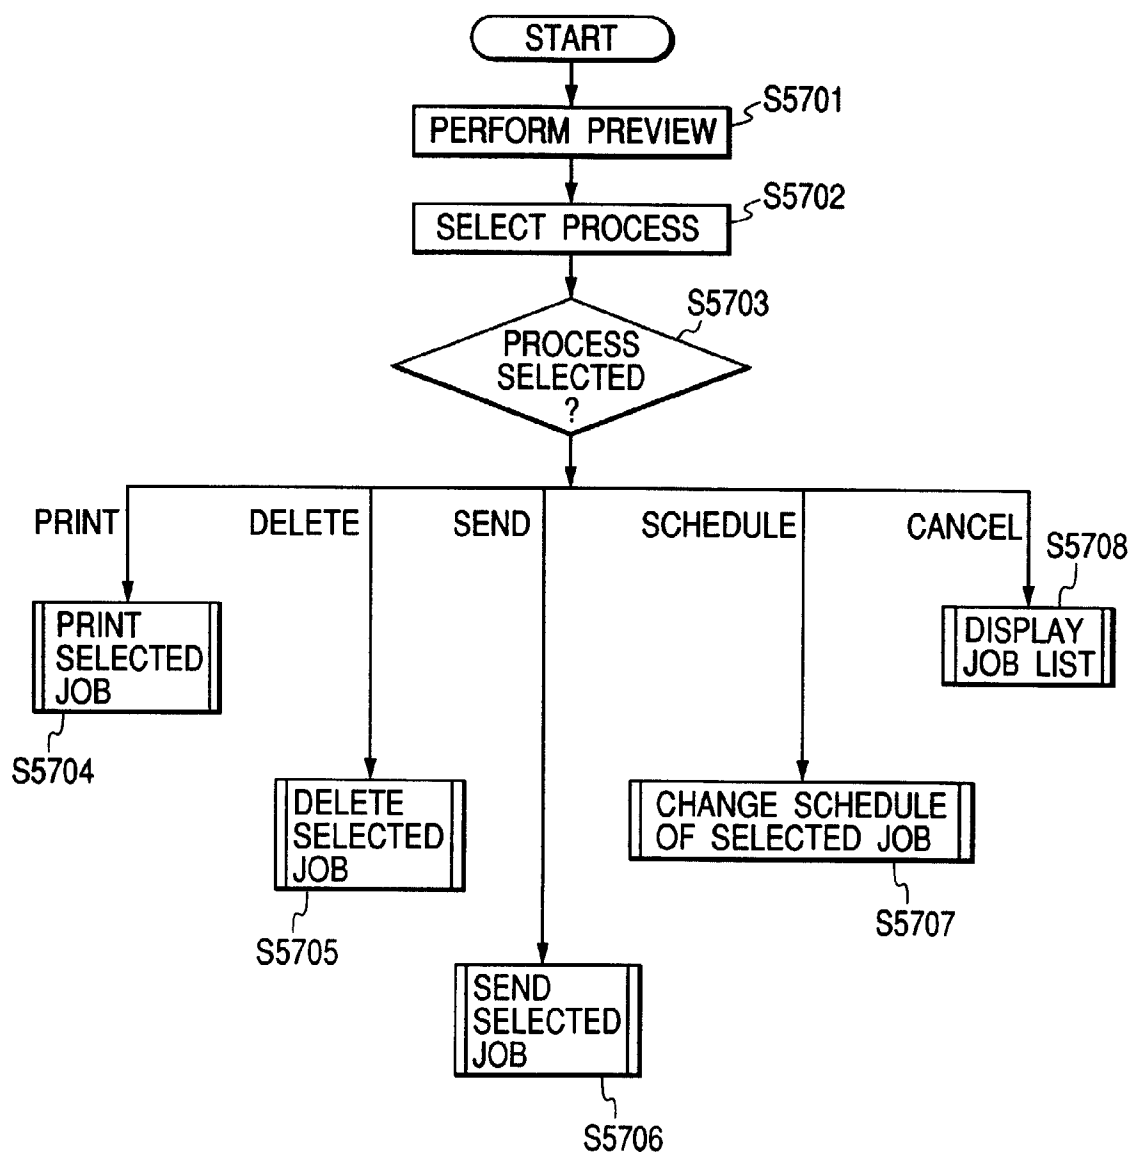 START
S5701
PERFORM PREVIEW
S5702
SELECT PROCESS
S5703
PROCESS
SELECTED
?
PRINT
DELETE
SEND
SCHEDULE
CANCEL
S5708
PRINT
SELECTED
JOB
S5704
DISPLAY
JOB LIST
DELETE
SELECTED
JOB
S5705
CHANGE SCHEDULE
OF SELECTED JOB
S5707
SEND
SELECTED
JOB
S5706